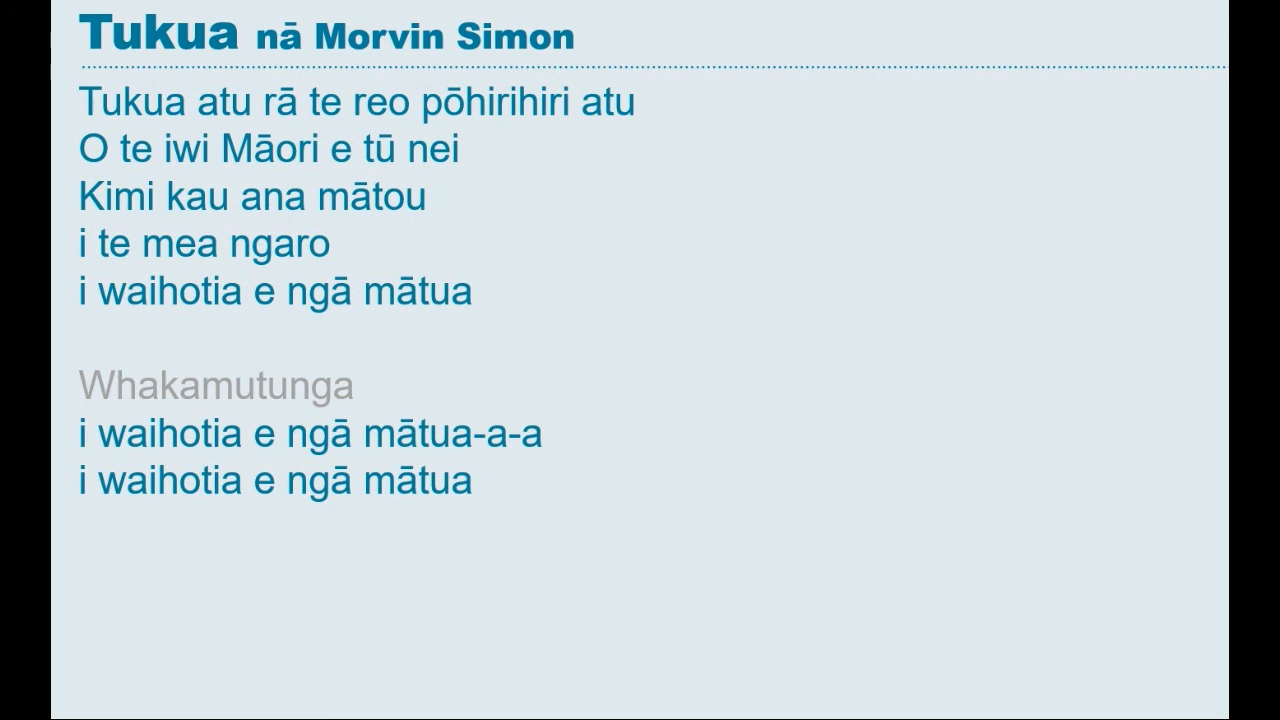 Tukua nā Morvin Simon
Tukua atu rā te reo pōhirihiri atu
O te iwi Māori e tū nei
Kimi kau ana mātou
i te mea ngaro
i waihotia e ngā mātua
Whakamutunga
i waihotia e ngā mātua-a-a
i waihotia e ngā mātua